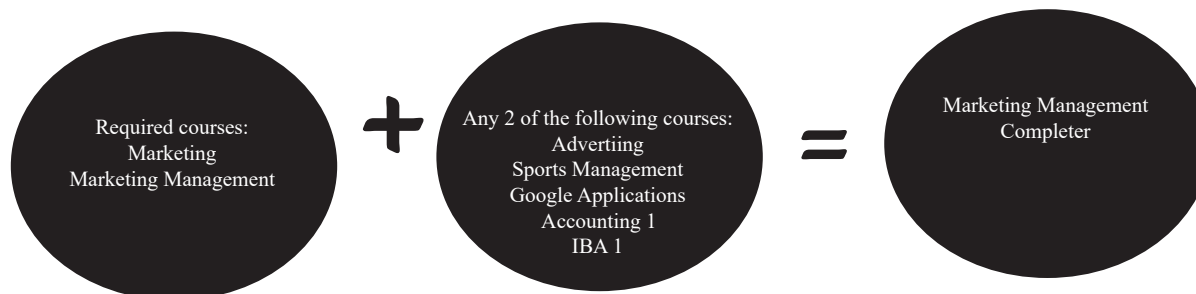 Required courses:
Marketing
Marketing Management
+
Any 2 of the following courses:
Advertiing
Sports Management
Google Applications
Accounting 1
IBA 1
=
Marketing Management
Completer